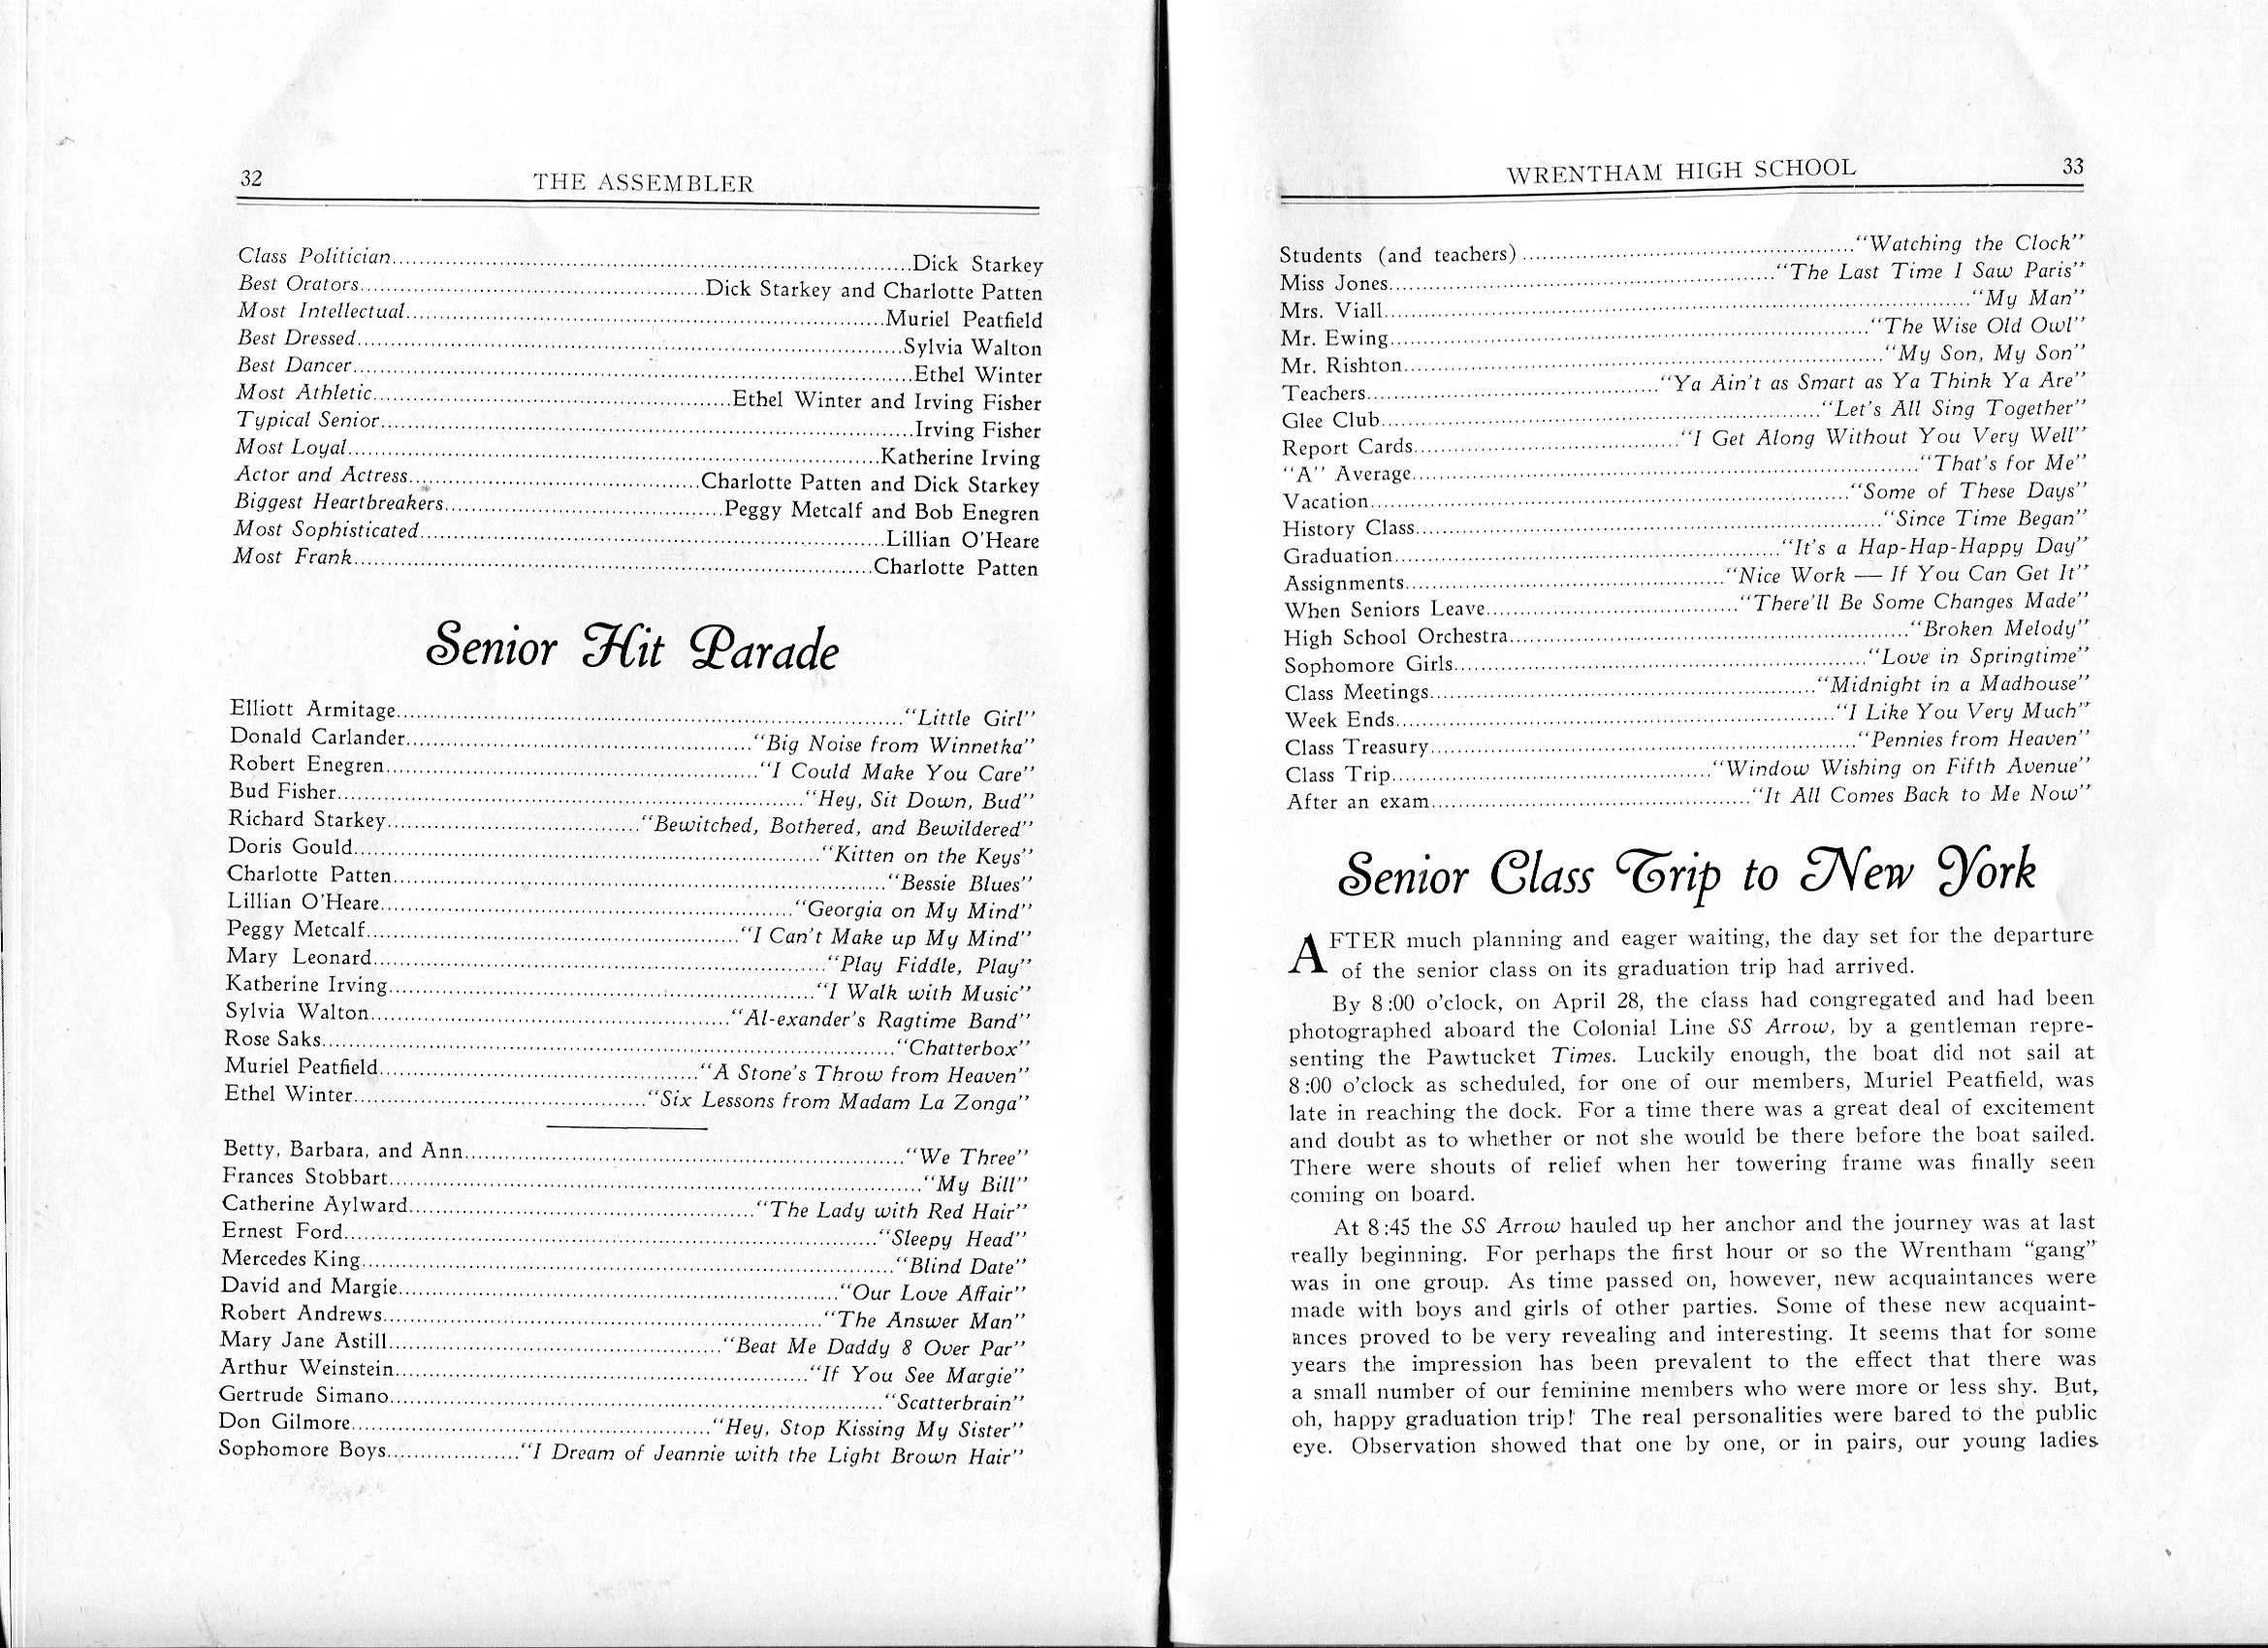 32
THE ASSEMBLER
Class Politician Dick Starkey
Best Orators Dick Starkey and Charlotte Patten
Most Intellectual Muriel Peatfield
Best Dressed Sylvia Walton
Best Dancer Ethel Winter
Most Athletic Ethel Winter and Irving Fisher
Typical Senior Irving Fisher
Most Loyal Katherine Irving
Actor and Actress Charlotte Patten and Dick Starkey
Biggest Heartbreakers Peggy Metcalf and Bob Enegren
Most Sophisticated Lillian O'Heare
Most Frank Charlotte Patten
Senior Hit Parade
Elliott Armitage "Little Girl"
Donald Carlander "Big Noise from Winnetka"
Robert Enegren "I Could Make You Care"
Bud Fisher "Hey, Sit Down, Bud"
Richard Starkey "Bewitched, Bothered, and Bewildered"
Doris Gould "Kitten on the Keys"
Charlotte Patten "Bessie Blues"
Lillian O'Heare "Georgia on My Mind"
Peggy Metcalf "I Can't Make up My Mind"
Mary Leonard "Play Fiddle, Play"
Katherine Irving "I Walk with Music"
Sylvia Walton "Al-exander's Ragtime Band"
Rose Saks "Chatterbox"
Muriel Peatfield "A Stone's Throw from Heaven"
Ethel Winter "Six Lessons from Madam La Zonga"
Betty, Barbara, and Ann "We Three"
Frances Stobbart "My Bill"
Catherine Aylward "The Lady with Red Hair"
Ernest Ford "Sleepy Head"
Mercedes King "Blind Date"
David and Margie "Our Love Affair"
Robert Andrews "The Answer Man"
Mary Jane Astill "Beat Me Daddy 8 Over Par"
Arthur Weinstein "If You See Margie"
Gertrude Simano "Scatterbrain"
Don Gilmore "Hey, Stop Kissing My Sister"
Sophomore Boys "I Dream of Jeannie with the Light Brown Hair"
WRENTHAM HIGH SCHOOL
33
Students (and teachers) "Watching the Clock"
Miss Jones "The Last Time I Saw Paris"
Mrs. Viall "My Man"
Mr. Ewing "The Wise Old Owl"
Mr. Rishton "My Son, My Son"
Teachers "Ya Ain't as Smart as Ya Think Ya Are"
Glee Club "Let's All Sing Together"
Report Cards "I Get Along Without You Very Well"
"A" Average "That's for Me"
Vacation "Some of These Days"
History Class "Since Time Began"
Graduation "It's a Hap-Hap-Happy Day"
Assignments "Nice Work — If You Can Get It"
When Seniors Leave "There'll Be Some Changes Made"
High School Orchestra "Broken Melody"
Sophomore Girls "Love in Springtime"
Class Meetings "Midnight in a Madhouse"
Week Ends "I Like You Very Much"
Class Treasury "Pennies from Heaven"
Class Trip "Window Wishing on Fifth Avenue"
After an exam "It All Comes Back to Me Now"
Senior Class Trip to New York
AFTER much planning and eager waiting, the day set for the departure
of the senior class on its graduation trip had arrived.
By 8:00 o'clock, on April 28, the class had congregated and had been
photographed aboard the Colonial Line SS Arrow, by a gentleman repre-
senting the Pawtucket Times. Luckily enough, the boat did not sail at
8:00 o'clock as scheduled, for one of our members, Muriel Peatfield, was
late in reaching the dock. For a time there was a great deal of excitement
and doubt as to whether or not she would be there before the boat sailed.
There were shouts of relief when her towering frame was finally seen
coming on board.
At 8:45 the SS Arrow hauled up her anchor and the journey was at last
really beginning. For perhaps the first hour or so the Wrentham "gang"
was in one group. As time passed on, however, new acquaintances were
made with boys and girls of other parties. Some of these new acquaint-
ances proved to be very revealing and interesting. It seems that for some
years the impression has been prevalent to the effect that there was
a small number of our feminine members who were more or less shy. But,
oh, happy graduation trip! The real personalities were bared to the public
eye. Observation showed that one by one, or in pairs, our young ladies